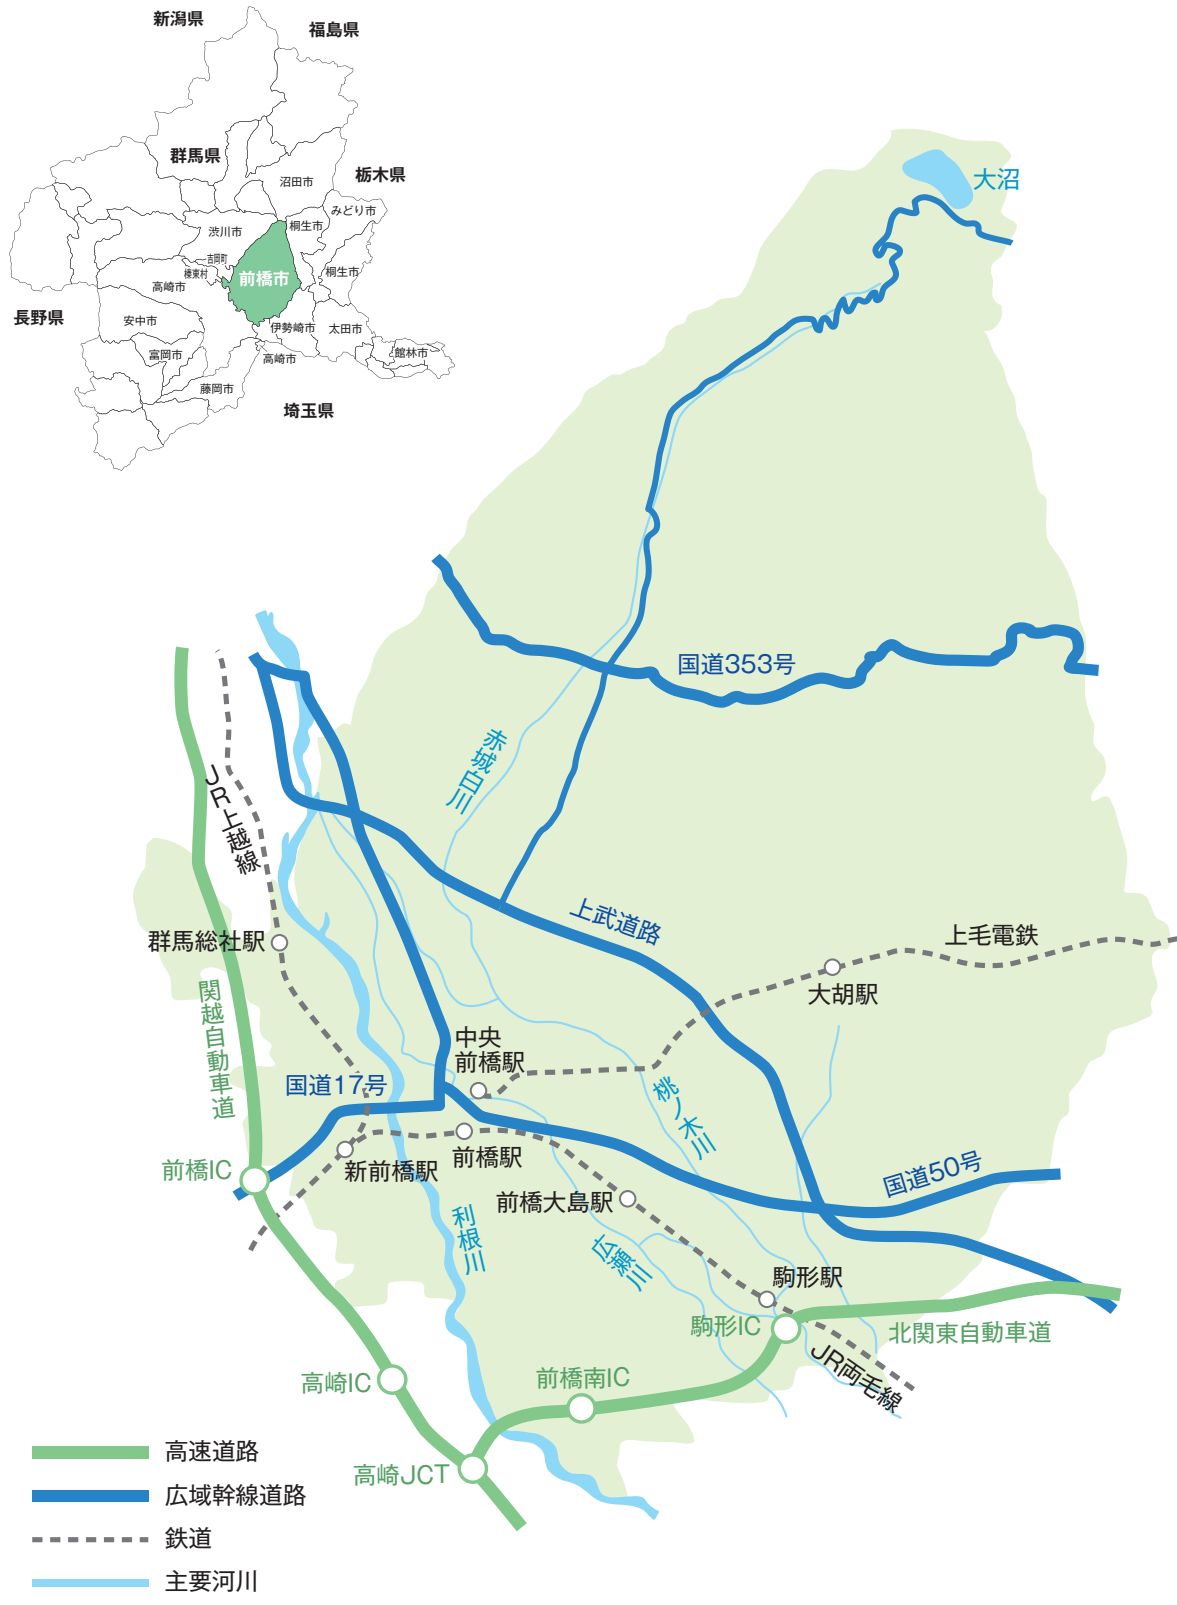 新潟県
福島県
群馬県
栃木県
沼田市
みどり市
桐生市
渋川市
吉岡町
榛東村
前橋市
桐生市
高崎市
長野県
安中市
伊勢崎市
太田市
富岡市
高崎市
館林市
藤岡市
埼玉県
大沼
国道353号
赤城白川
JR上越線
上武道路
上毛電鉄
群馬総社駅
大胡駅
関越自動車道
中央
前橋駅
国道17号
桃ノ木川
前橋IC
新前橋駅
前橋駅
国道50号
前橋大島駅
利根川
広瀬川
駒形駅
駒形IC
北関東自動車道
JR両毛線
高崎IC
前橋南IC
高崎JCT
高速道路
広域幹線道路
鉄道
主要河川